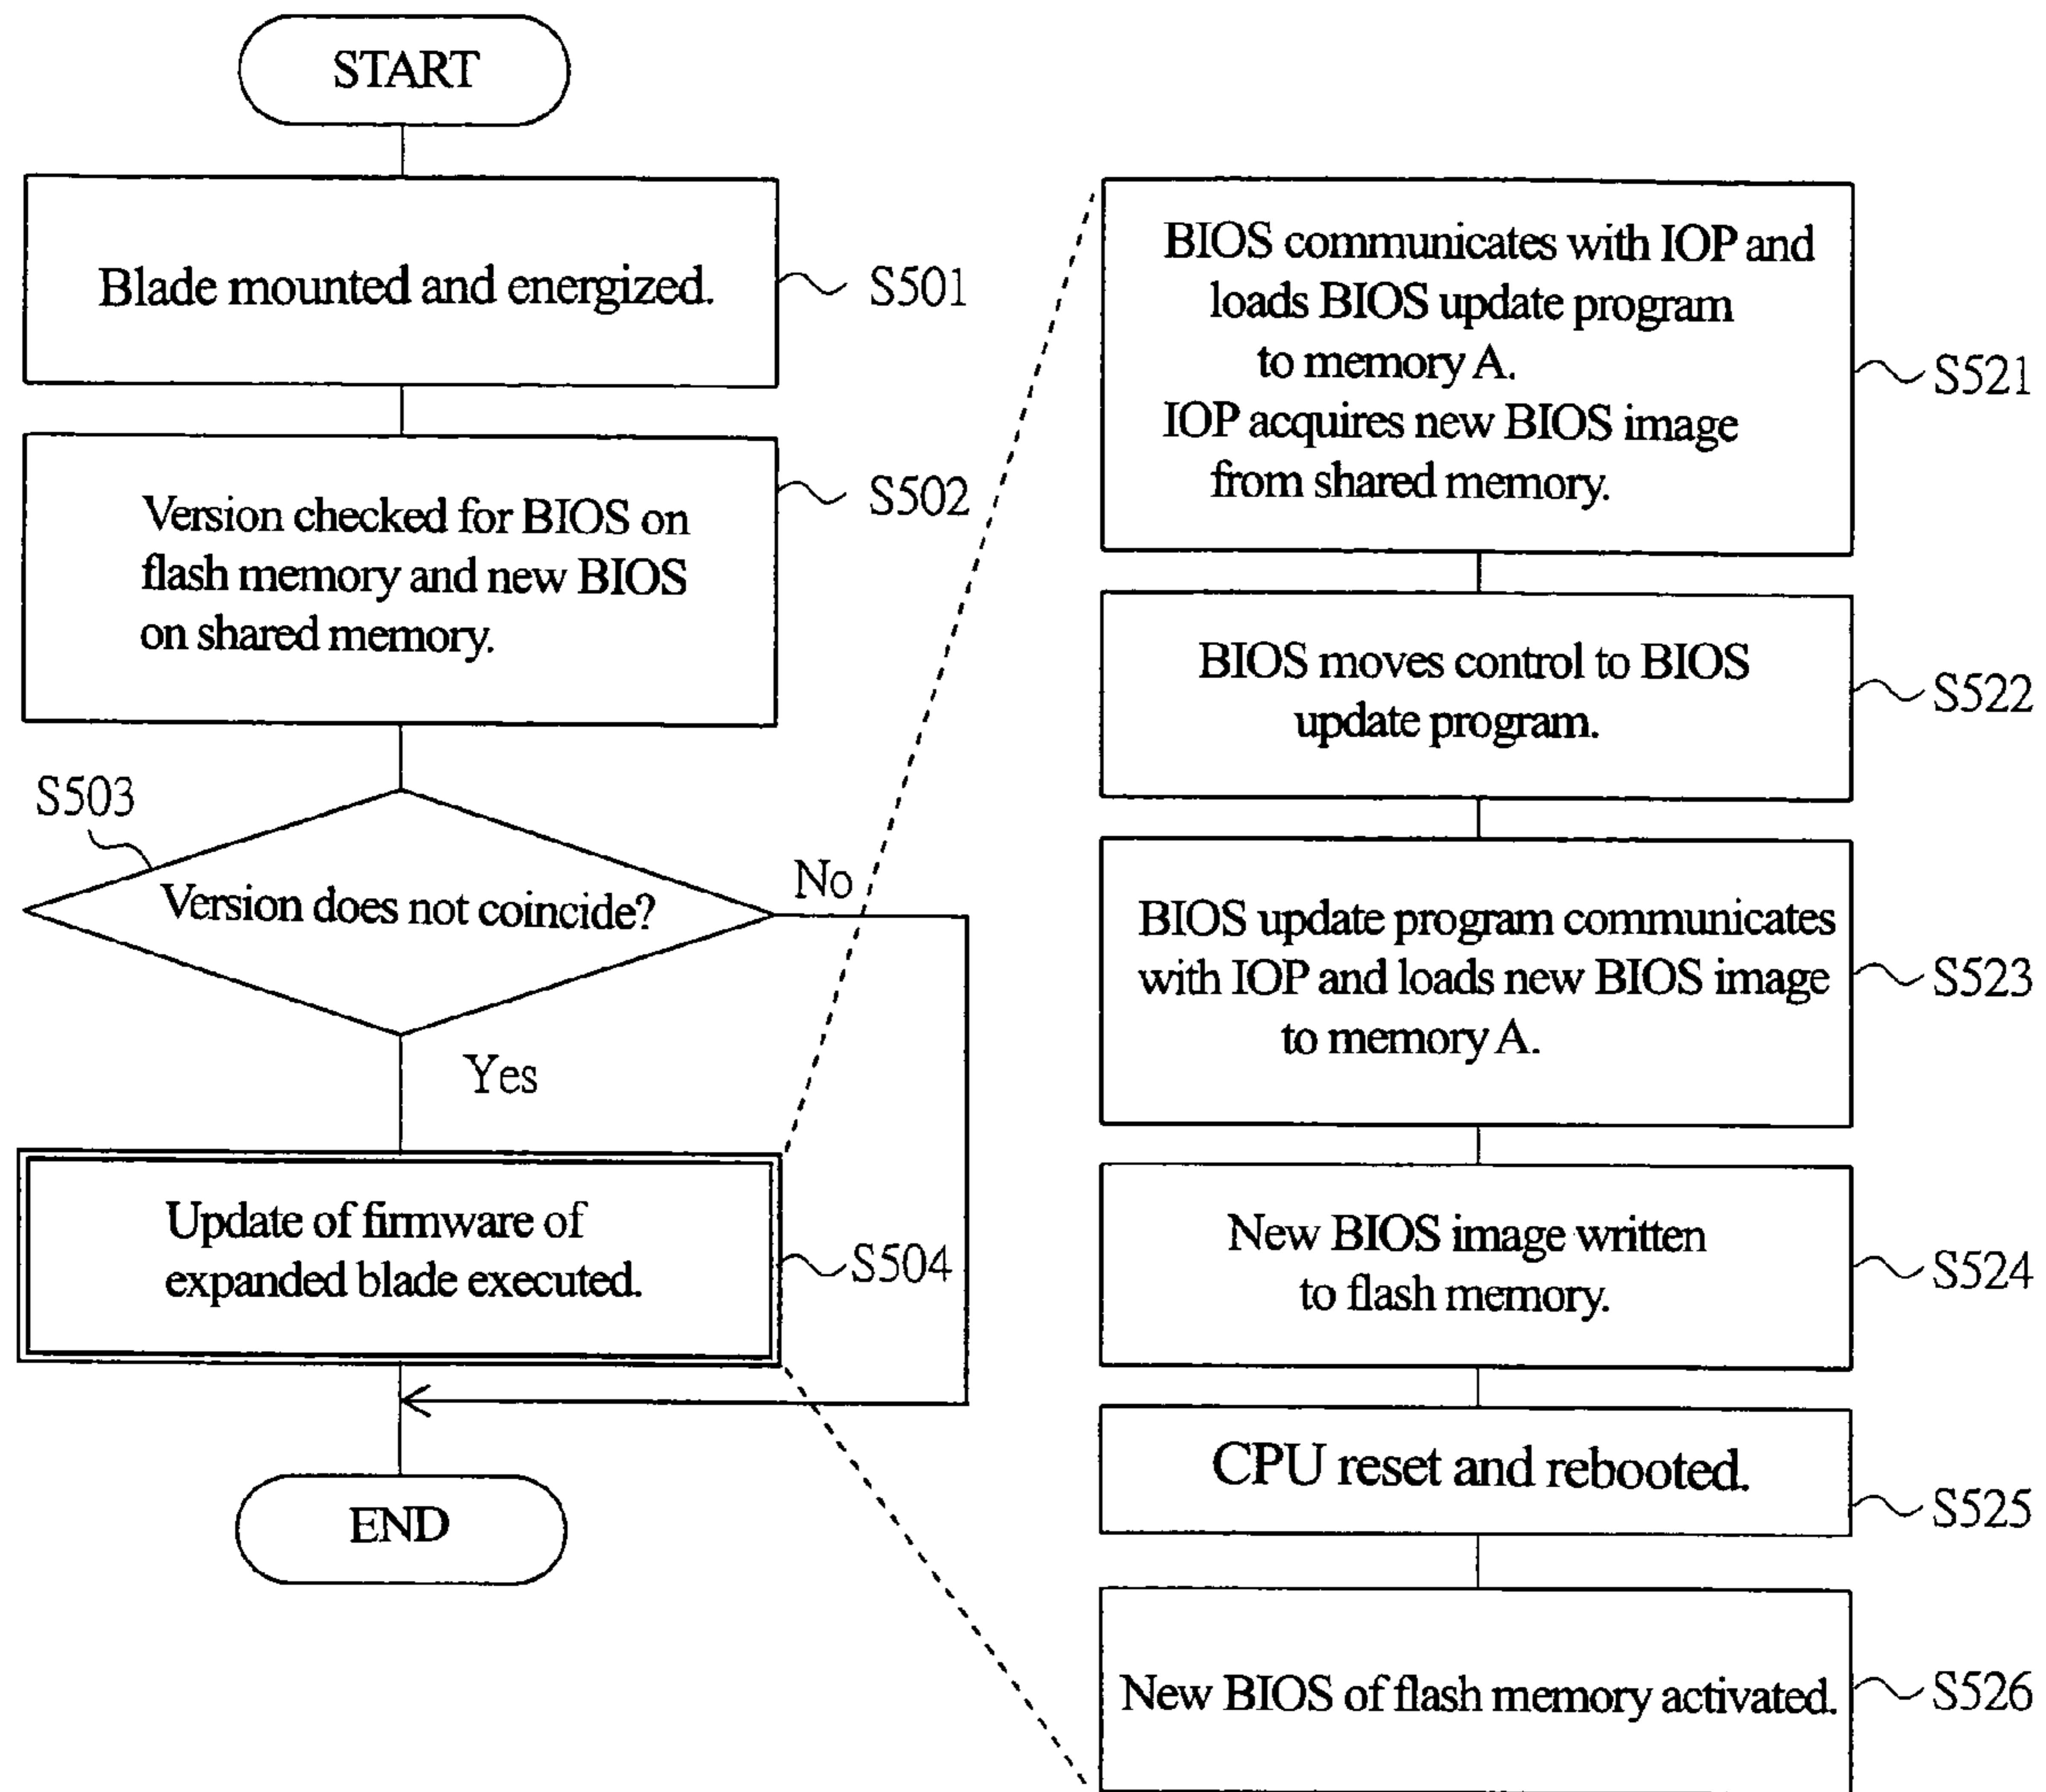 START
Blade mounted and energized.
S501
Version checked for BIOS on
flash memory and new BIOS
on shared memory.
S502
S503
Version does not coincide?
No
Yes
Update of firmware of
expanded blade executed.
S504
END
BIOS communicates with IOP and
loads BIOS update program
to memory A.
IOP acquires new BIOS image
from shared memory.
S521
BIOS moves control to BIOS
update program.
S522
BIOS update program communicates
with IOP and loads new BIOS image
to memory A.
S523
New BIOS image written
to flash memory.
S524
CPU reset and rebooted.
S525
New BIOS of flash memory activated.
S526